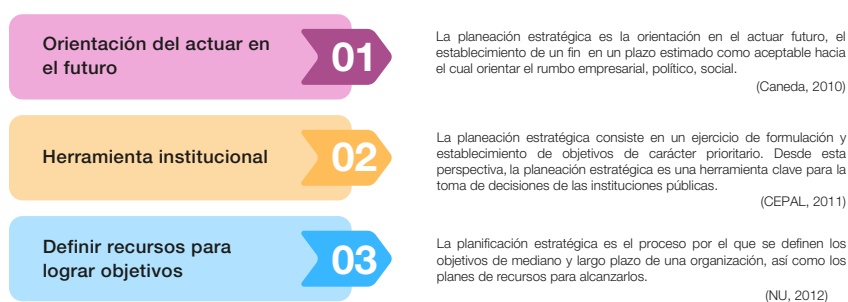 Orientación del actuar en
el futuro
01
La planeación estratégica es la orientación en el actuar futuro, el
establecimiento de un fin en un plazo estimado como aceptable hacia
el cual orientar el rumbo empresarial, político, social.
(Caneda, 2010)
Herramienta institucional
02
La planeación estratégica consiste en un ejercicio de formulación y
establecimiento de objetivos de carácter prioritario. Desde esta
perspectiva, la planeación estratégica es una herramienta clave para la
toma de decisiones de las instituciones públicas.
(CEPAL, 2011)
Definir recursos para
lograr objetivos
03
La planificación estratégica es el proceso por el que se definen los
objetivos de mediano y largo plazo de una organización, así como los
planes de recursos para alcanzarlos.
(NU, 2012)